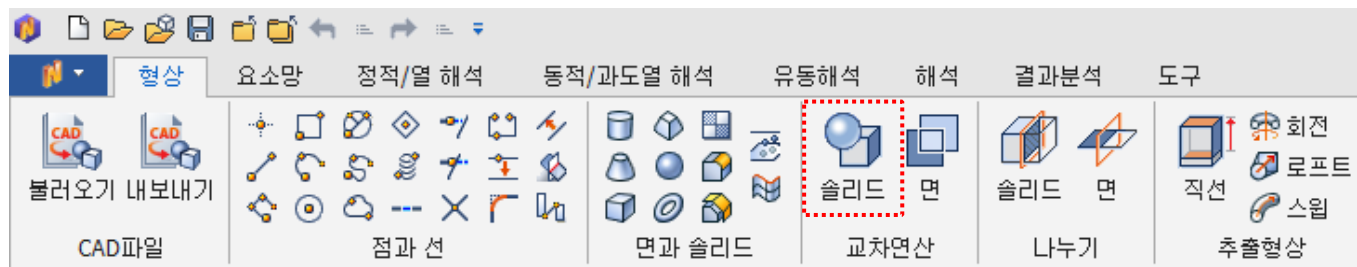 형상 요소망 정적/열 해석 동적/과도열 해석 유동해석 해석 결과분석 도구
CAD CAD 회전
로프트
불러오기 내보내기 솔리드 면 솔리드 면 직선
스윕
CAD파일 점과 선 면과 솔리드 교차연산 나누기 추출형상